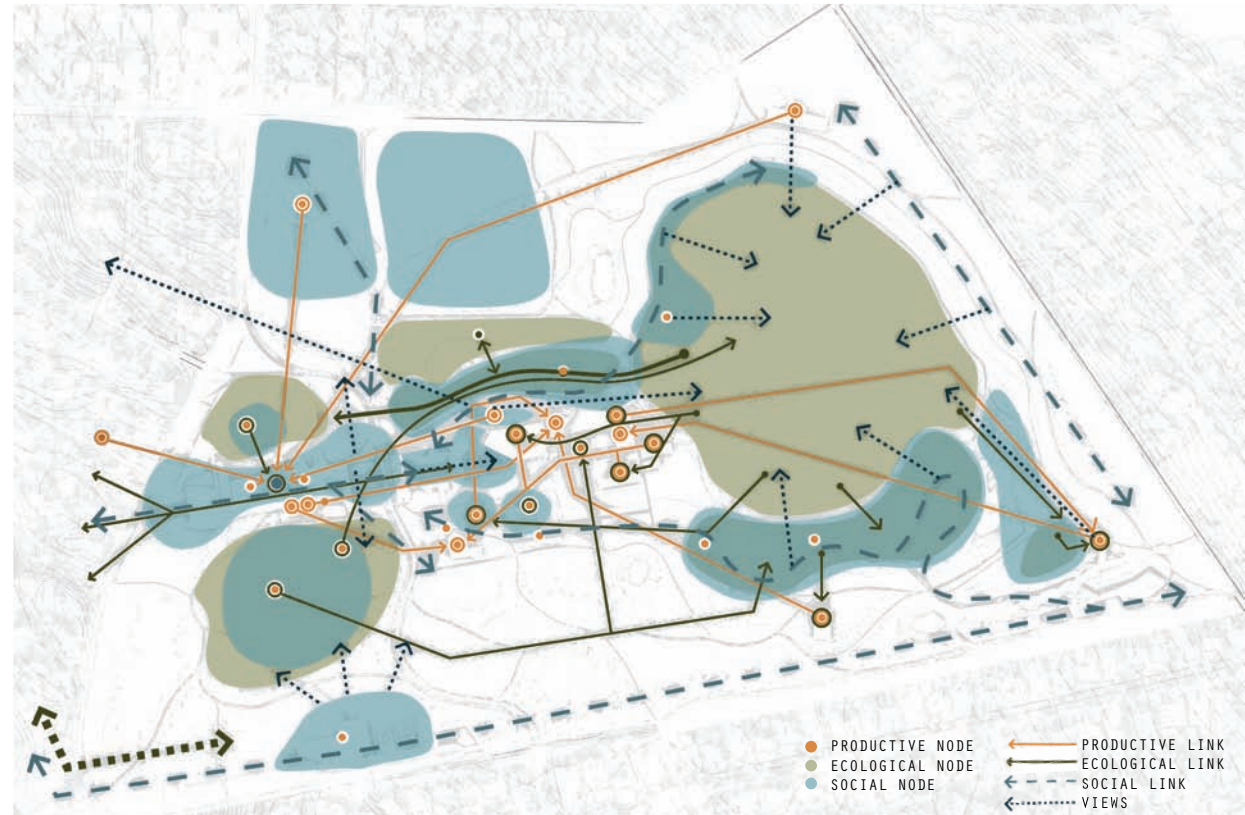 PRODUCTIVE NODE
ECOLOGICAL NODE
SOCIAL NODE
PRODUCTIVE LINK
ECOLOGICAL LINK
SOCIAL LINK
VIEWS